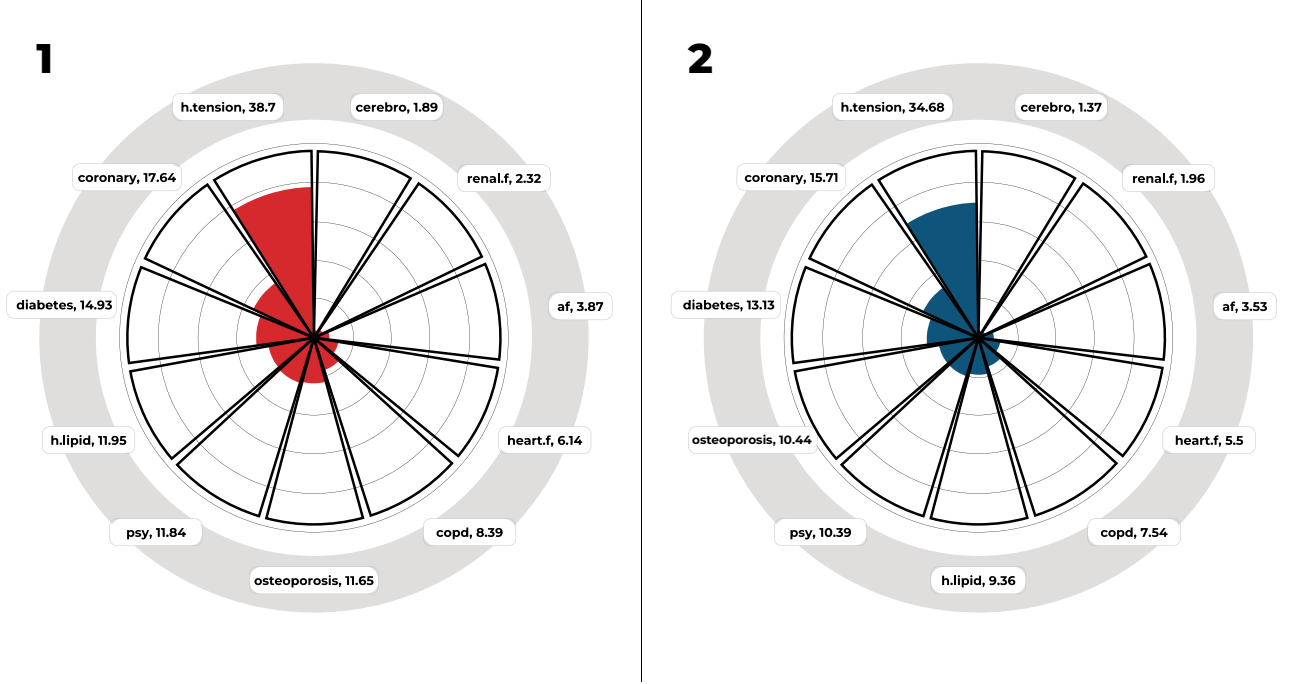 1
h.tension, 38.7
cerebro, 1.89
coronary, 17.64
renal.f, 2.32
diabetes, 14.93
af, 3.87
h.lipid, 11.95
heart.f, 6.14
psy, 11.84
copd, 8.39
osteoporosis, 11.65
2
h.tension, 34.68
cerebro, 1.37
coronary, 15.71
renal.f, 1.96
diabetes, 13.13
af, 3.53
osteoporosis, 10.44
heart.f, 5.5
psy, 10.39
copd, 7.54
h.lipid, 9.36